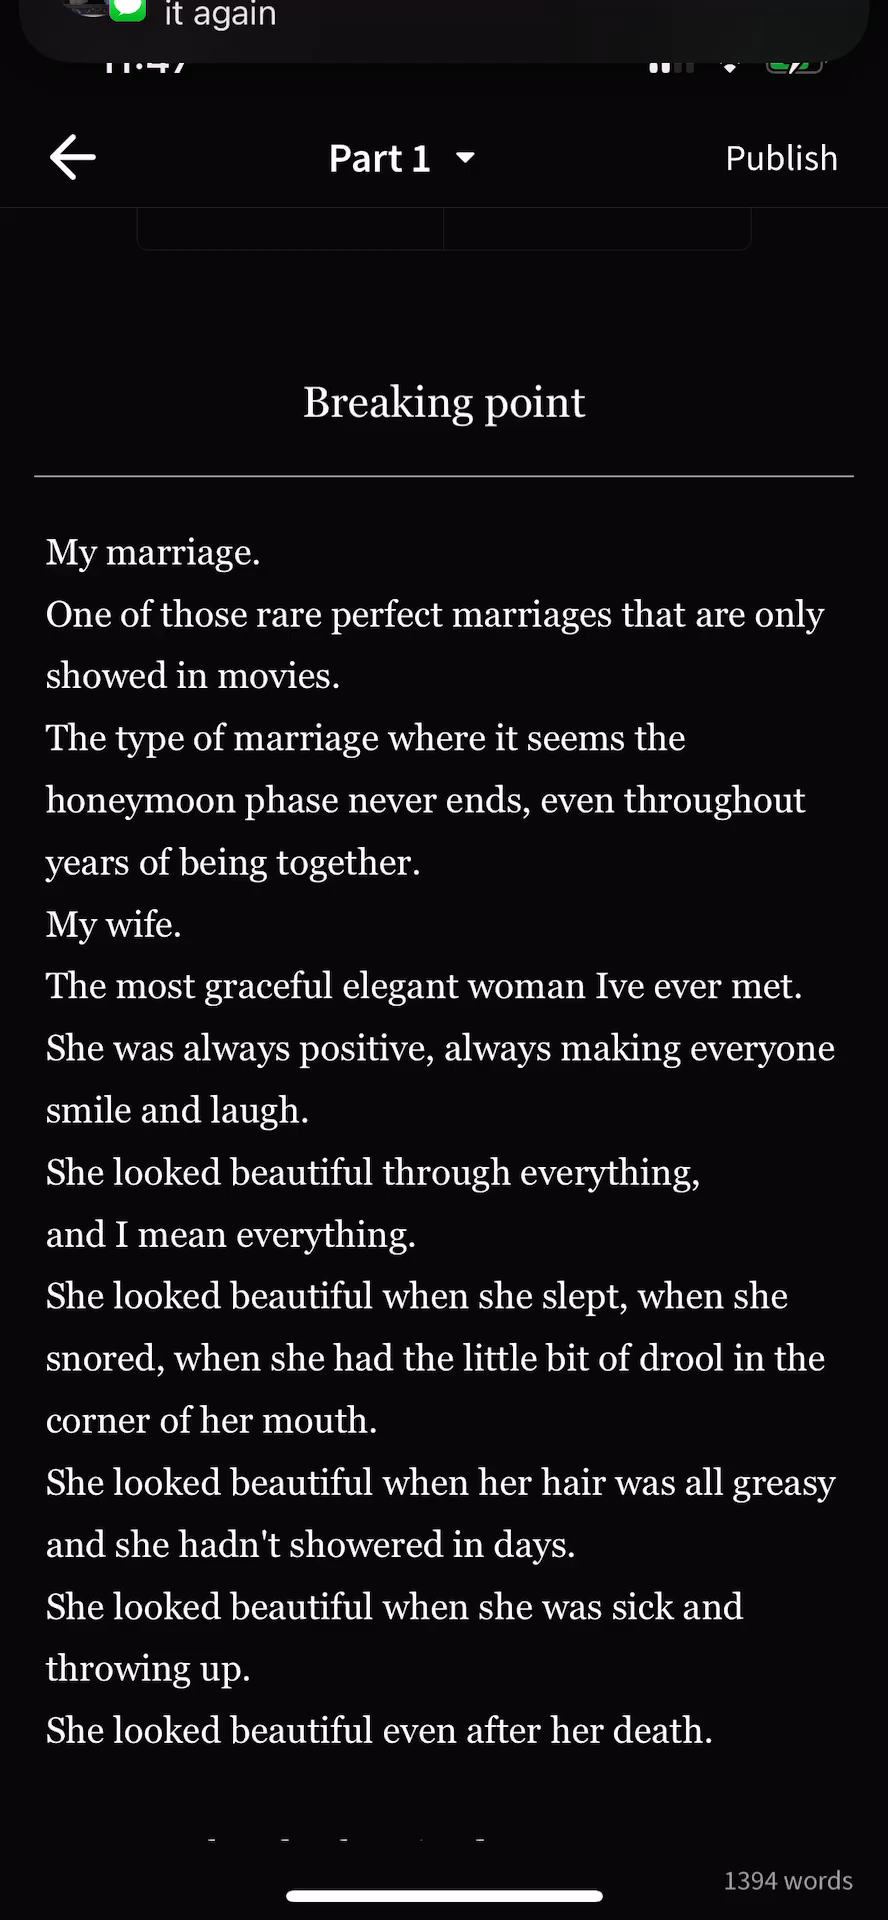 it again
11:47
Part 1
Publish
Breaking point
My marriage.
One of those rare perfect marriages that are only
showed in movies.
The type of marriage where it seems the
honeymoon phase never ends, even throughout
years of being together.
My wife.
The most graceful elegant woman Ive ever met.
She was always positive, always making everyone
smile and laugh.
She looked beautiful through everything,
and I mean everything.
She looked beautiful when she slept, when she
snored, when she had the little bit of drool in the
corner of her mouth.
She looked beautiful when her hair was all greasy
and she hadn't showered in days.
She looked beautiful when she was sick and
throwing up.
She looked beautiful even after her death.
1394 words